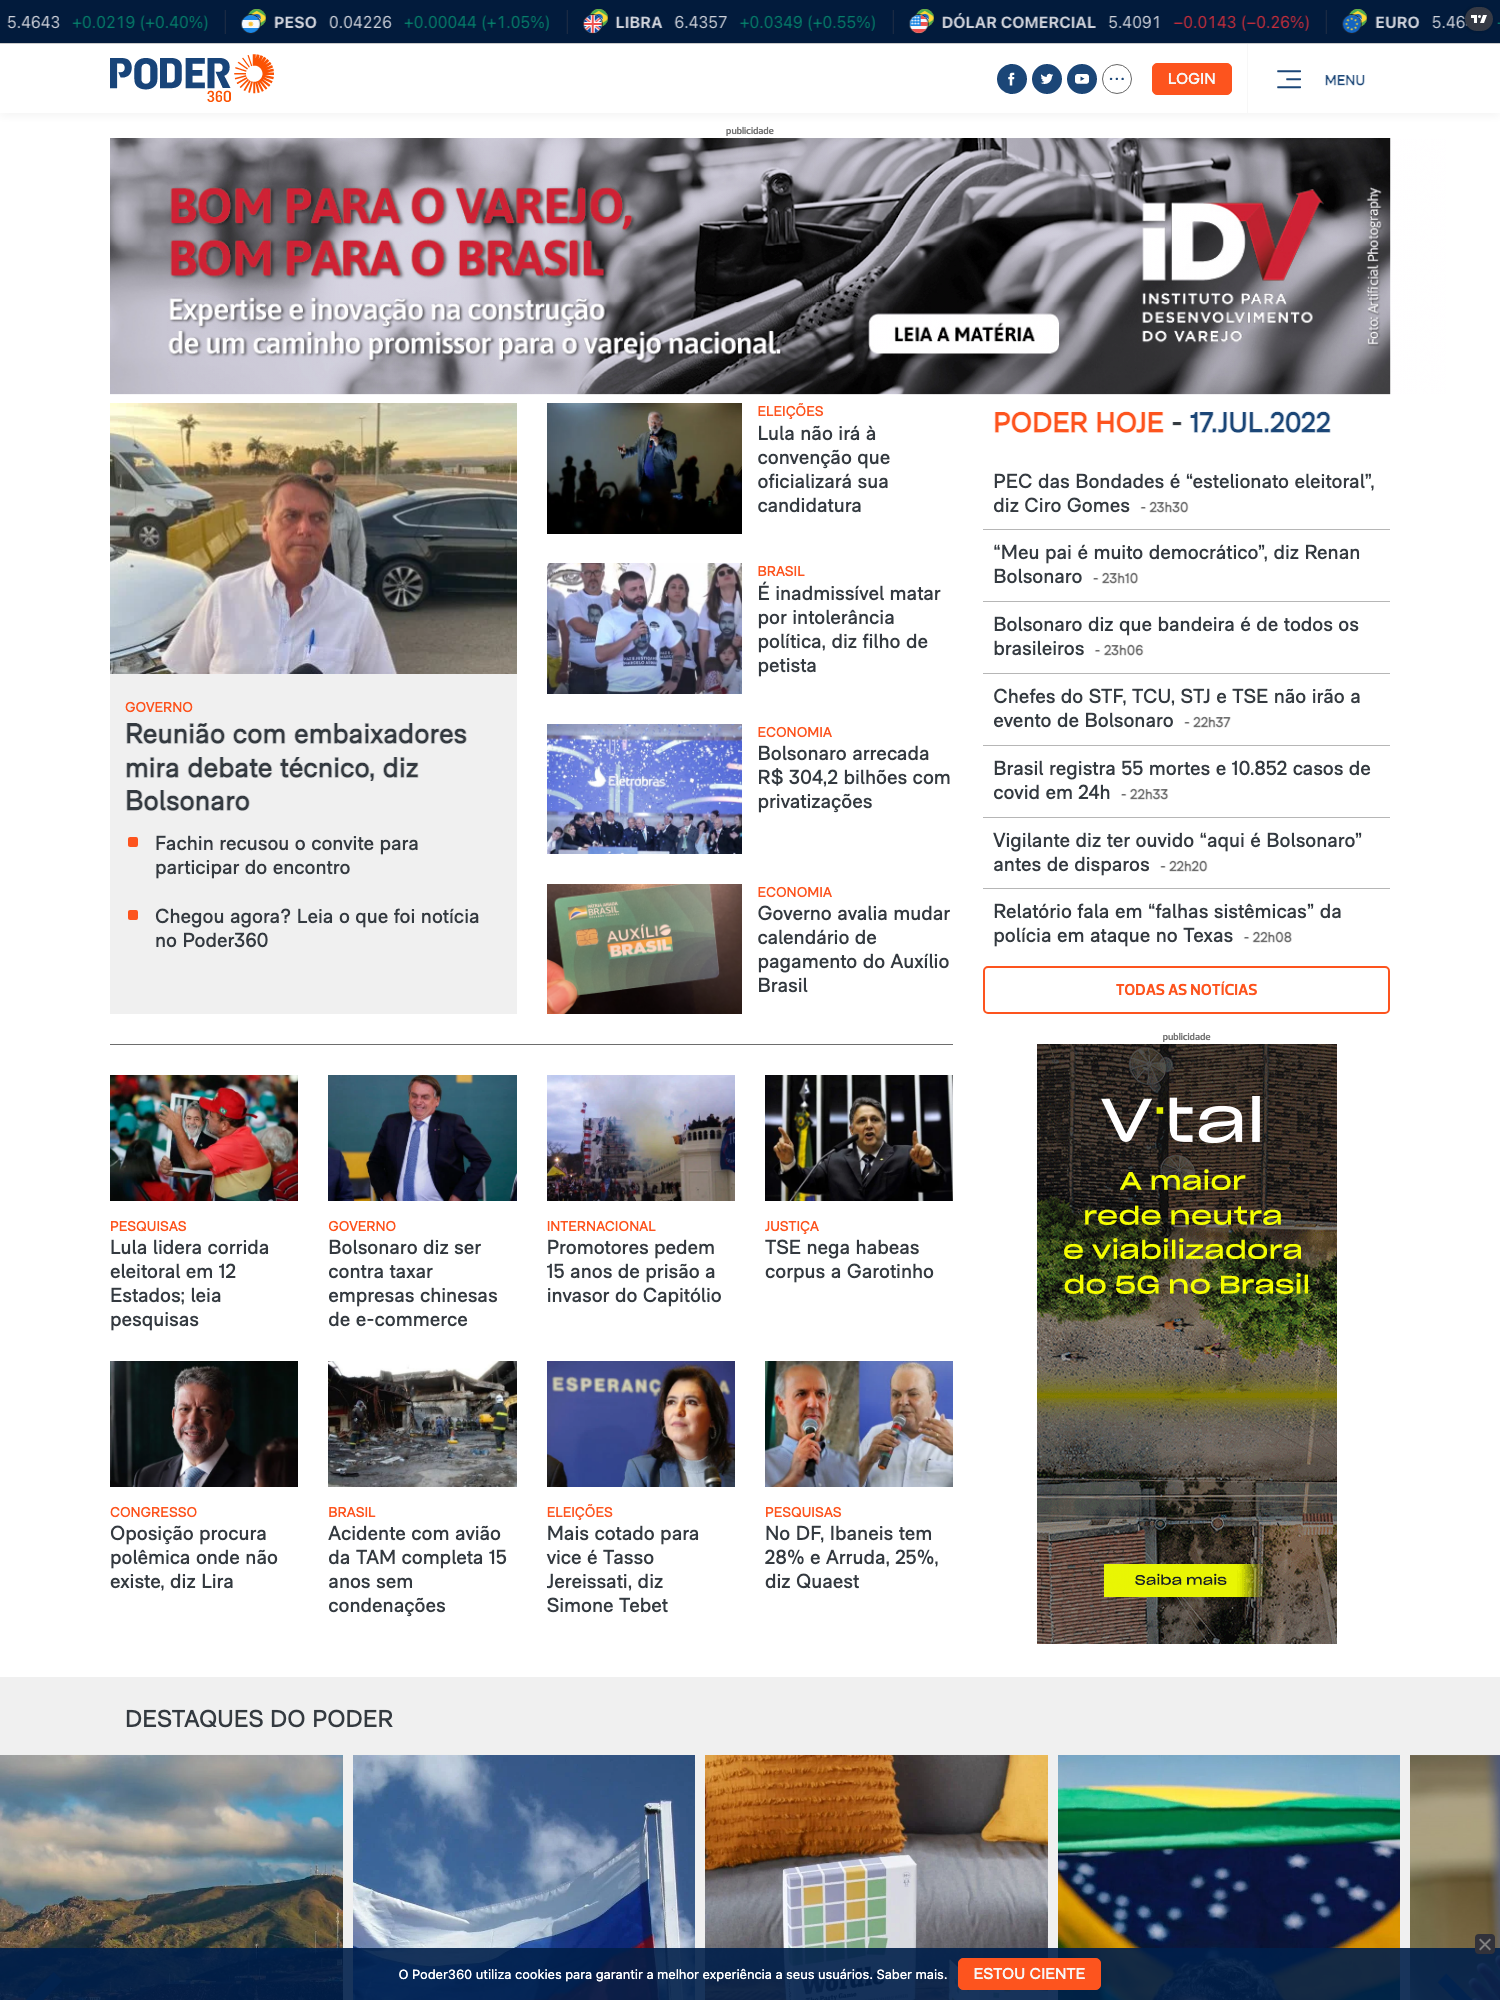 5.4643 +0.0219 (+0.40%) PESO 0.04226 +0.00044 (+1.05%) LIBRA 6.4357 +0.0349 (+0.55%) DÓLAR COMERCIAL 5.4091 −0.0143 (−0.26%) EURO
PODER
360
LOGIN
MENU
publicidade
BOM PARA O VAREJO,
BOM PARA O BRASIL
Expertise e inovação na construção
de um caminho promissor para o varejo nacional.
LEIA A MATÉRIA
iDV
INSTITUTO PARA
DESENVOLVIMENTO
DO VAREJO
Foto: Artificial Photography
GOVERNO
Reunião com embaixadores
mira debate técnico, diz
Bolsonaro
Fachin recusou o convite para
participar do encontro
Chegou agora? Leia o que foi notícia
no Poder360
ELEIÇÕES
Lula não irá à
convenção que
oficializará sua
candidatura
BRASIL
É inadmissível matar
por intolerância
política, diz filho de
petista
Eletrobras
ECONOMIA
Bolsonaro arrecada
R$ 304,2 bilhões com
privatizações
BRASIL
AUXÍLIO
BRASIL
ECONOMIA
Governo avalia mudar
calendário de
pagamento do Auxílio
Brasil
PODER HOJE - 17.JUL.2022
PEC das Bondades é “estelionato eleitoral”,
diz Ciro Gomes - 23h30
“Meu pai é muito democrático”, diz Renan
Bolsonaro - 23h10
Bolsonaro diz que bandeira é de todos os
brasileiros - 23h06
Chefes do STF, TCU, STJ e TSE não irão a
evento de Bolsonaro - 22h37
Brasil registra 55 mortes e 10.852 casos de
covid em 24h - 22h33
Vigilante diz ter ouvido “aqui é Bolsonaro”
antes de disparos - 22h20
Relatório fala em “falhas sistêmicas” da
polícia em ataque no Texas - 22h08
TODAS AS NOTÍCIAS
publicidade
V·tal
A maior
rede neutra
e viabilizadora
do 5G no Brasil
Saiba mais
PESQUISAS
Lula lidera corrida
eleitoral em 12
Estados; leia
pesquisas
GOVERNO
Bolsonaro diz ser
contra taxar
empresas chinesas
de e-commerce
INTERNACIONAL
Promotores pedem
15 anos de prisão a
invasor do Capitólio
JUSTIÇA
TSE nega habeas
corpus a Garotinho
CONGRESSO
Oposição procura
polêmica onde não
existe, diz Lira
BRASIL
Acidente com avião
da TAM completa 15
anos sem
condenações
ESPERANÇ
ELEIÇÕES
Mais cotado para
vice é Tasso
Jereissati, diz
Simone Tebet
PESQUISAS
No DF, Ibaneis tem
28% e Arruda, 25%,
diz Quaest
DESTAQUES DO PODER
O Poder360 utiliza cookies para garantir a melhor experiência a seus usuários. Saber mais.
ESTOU CIENTE